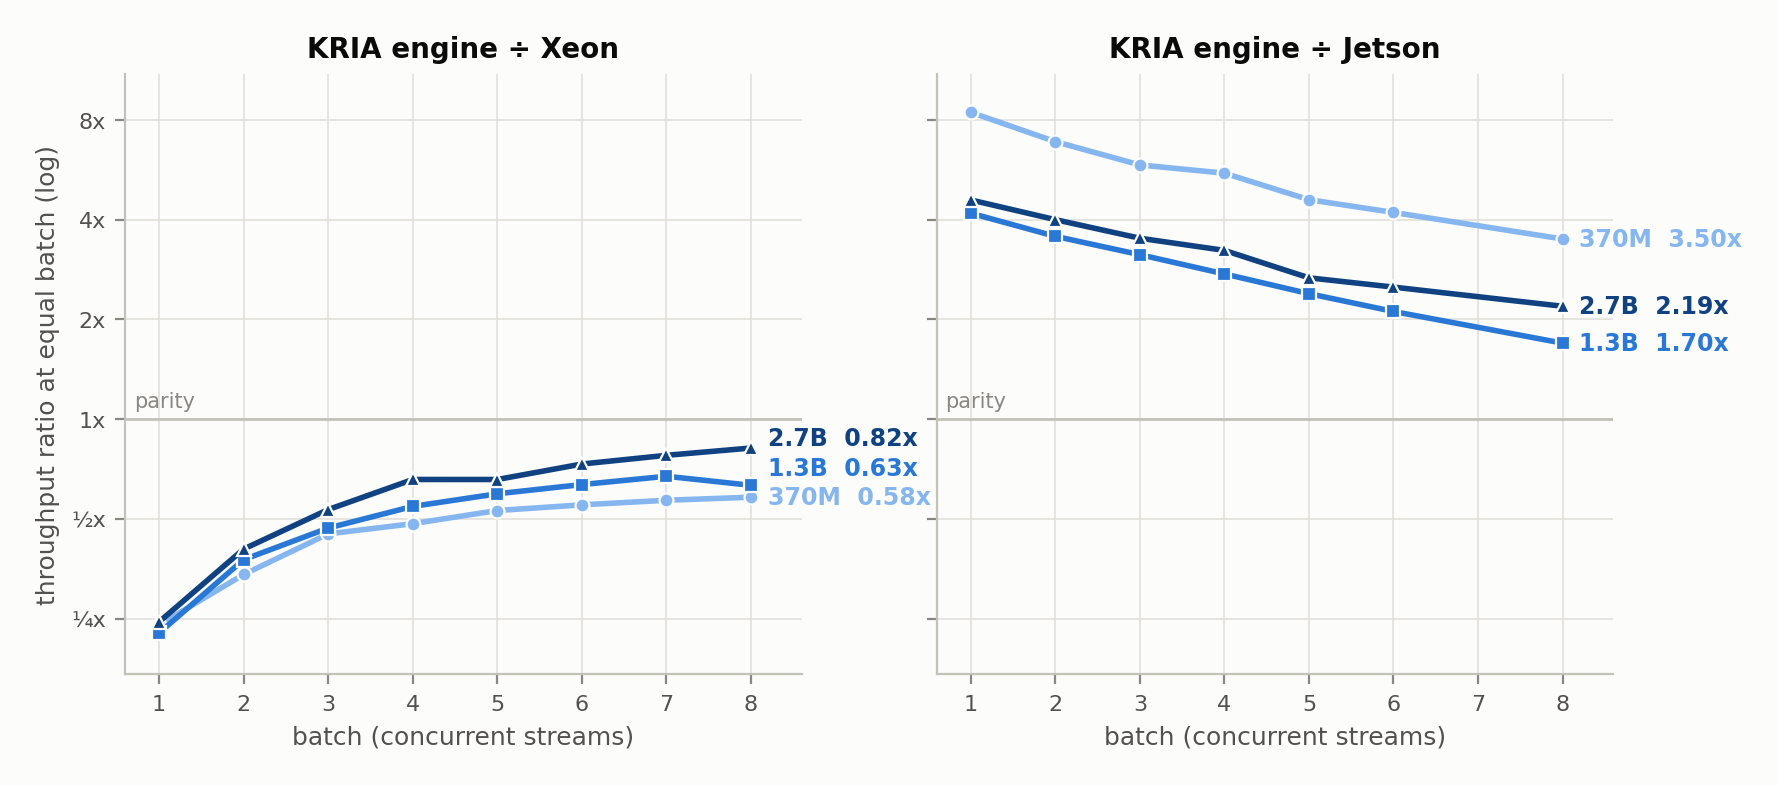 KRIA engine ÷ Xeon
throughput ratio at equal batch (log)
8x
4x
2x
1x
½x
¼x
parity
2.7B 0.82x
1.3B 0.63x
370M 0.58x
1 2 3 4 5 6 7 8
batch (concurrent streams)
KRIA engine ÷ Jetson
370M 3.50x
2.7B 2.19x
1.3B 1.70x
parity
1 2 3 4 5 6 7 8
batch (concurrent streams)